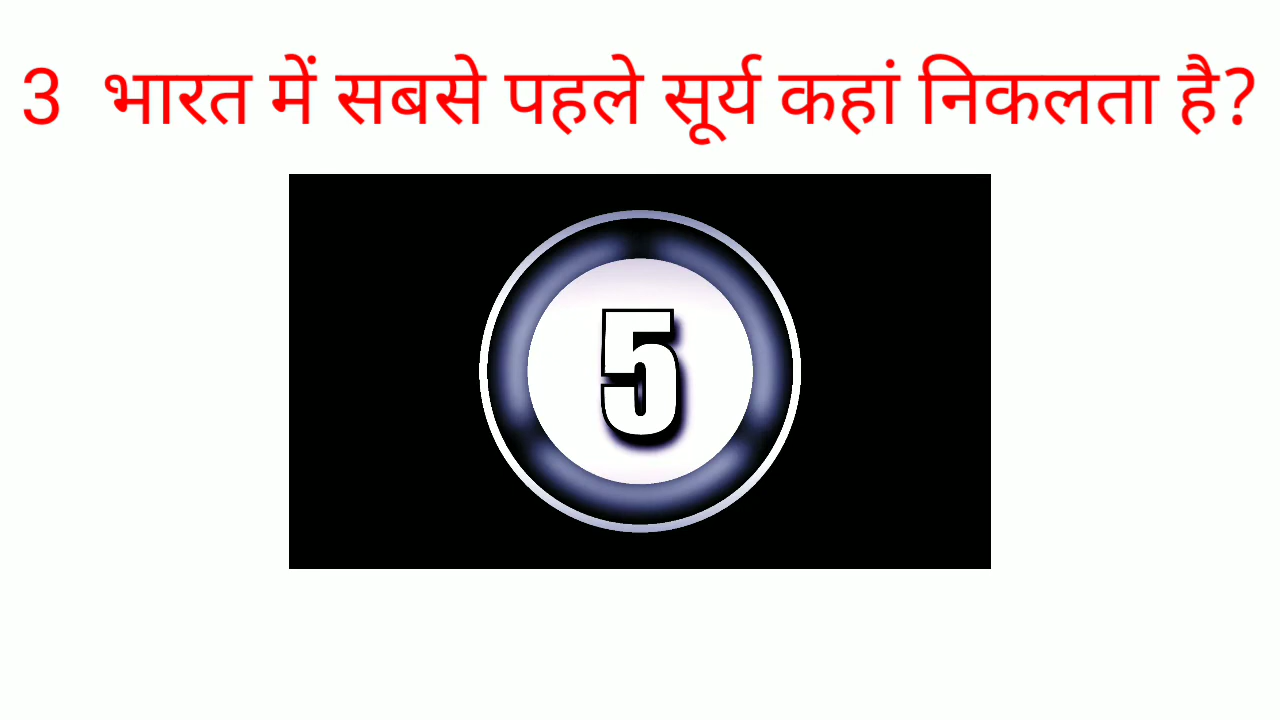 3 भारत में सबसे पहले सूर्य कहां निकलता है?
5